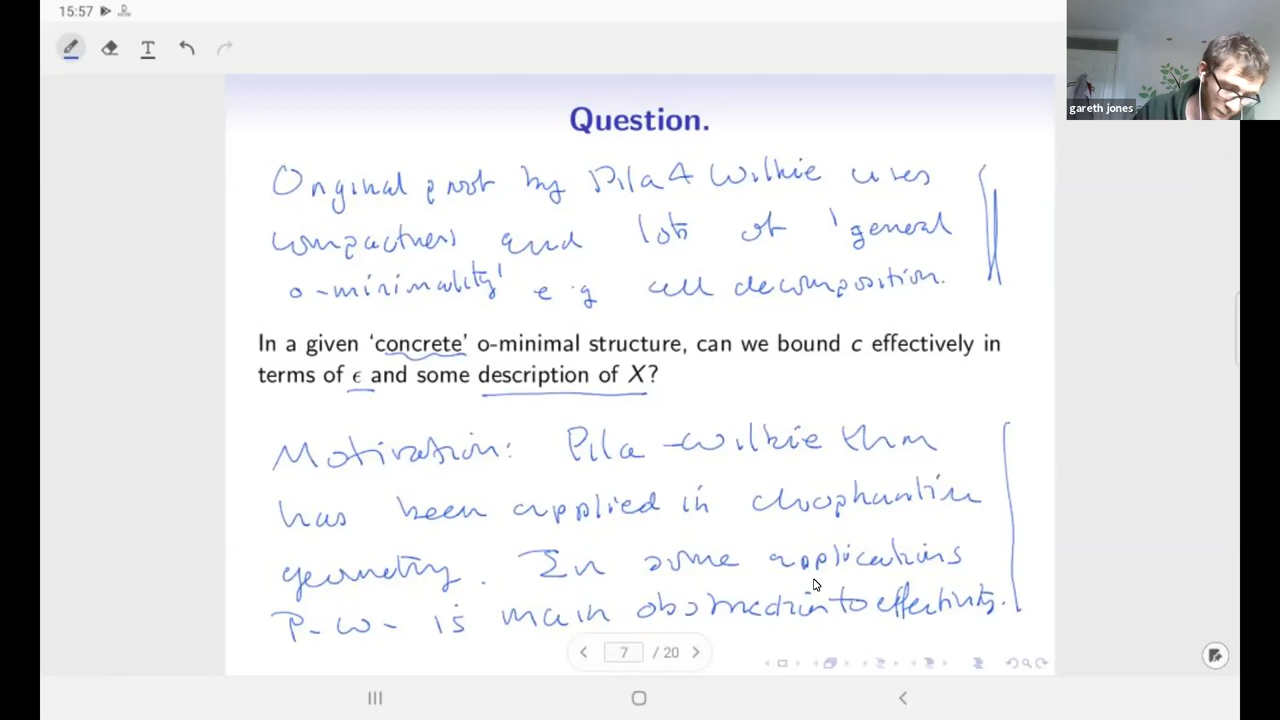 15:57
gareth jones
T
Question.
Original proof by Pila & Wilkie uses
compactness and lots of 'general
o-minimality' e.g cell decomposition.
In a given ‘concrete’ o-minimal structure, can we bound c effectively in
terms of ϵ and some description of X?
Motivation: Pila-Wilkie thm
has been applied in diophantine
geometry. In some applications
P-W- is main obstruction to effectivity.
7 / 20